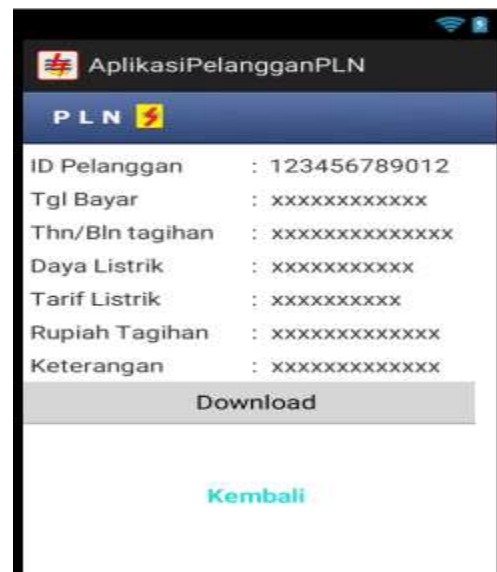 AplikasiPelangganPLN
P L N
ID Pelanggan : 123456789012
Tgl Bayar : xxxxxxxxxxxx
Thn/Bln tagihan : xxxxxxxxxxxxxx
Daya Listrik : xxxxxxxxxxx
Tarif Listrik : xxxxxxxxxx
Rupiah Tagihan : xxxxxxxxxxxxx
Keterangan : xxxxxxxxxxxxx
Download
Kembali